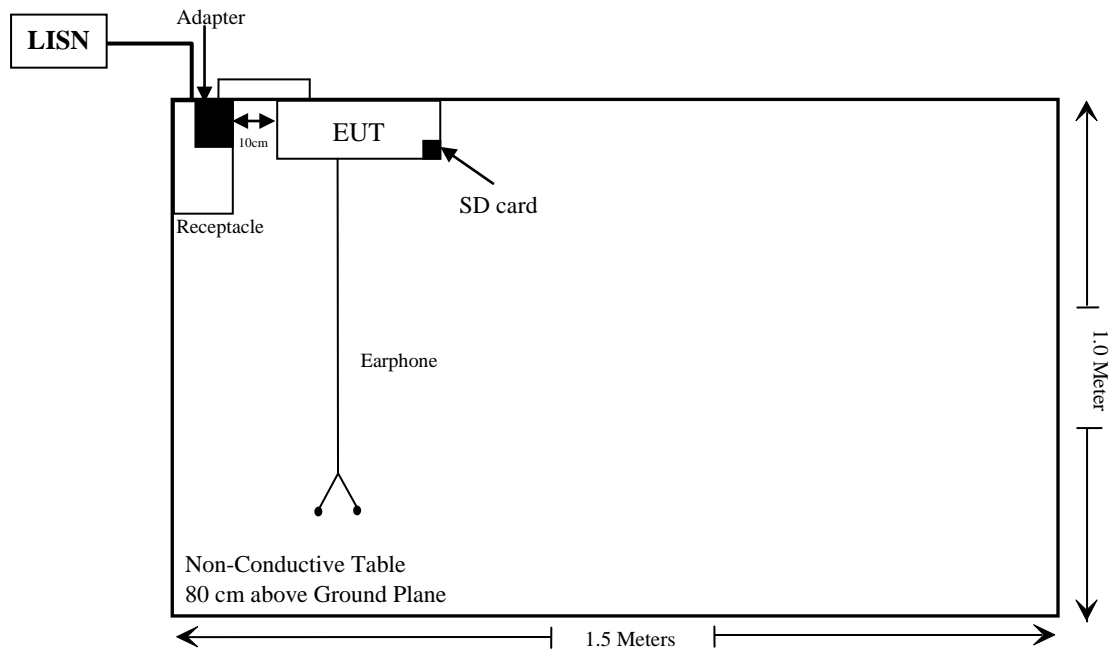 Adapter
LISN
10cm
EUT
SD card
Receptacle
Earphone
1.0 Meter
Non-Conductive Table
80 cm above Ground Plane
1.5 Meters